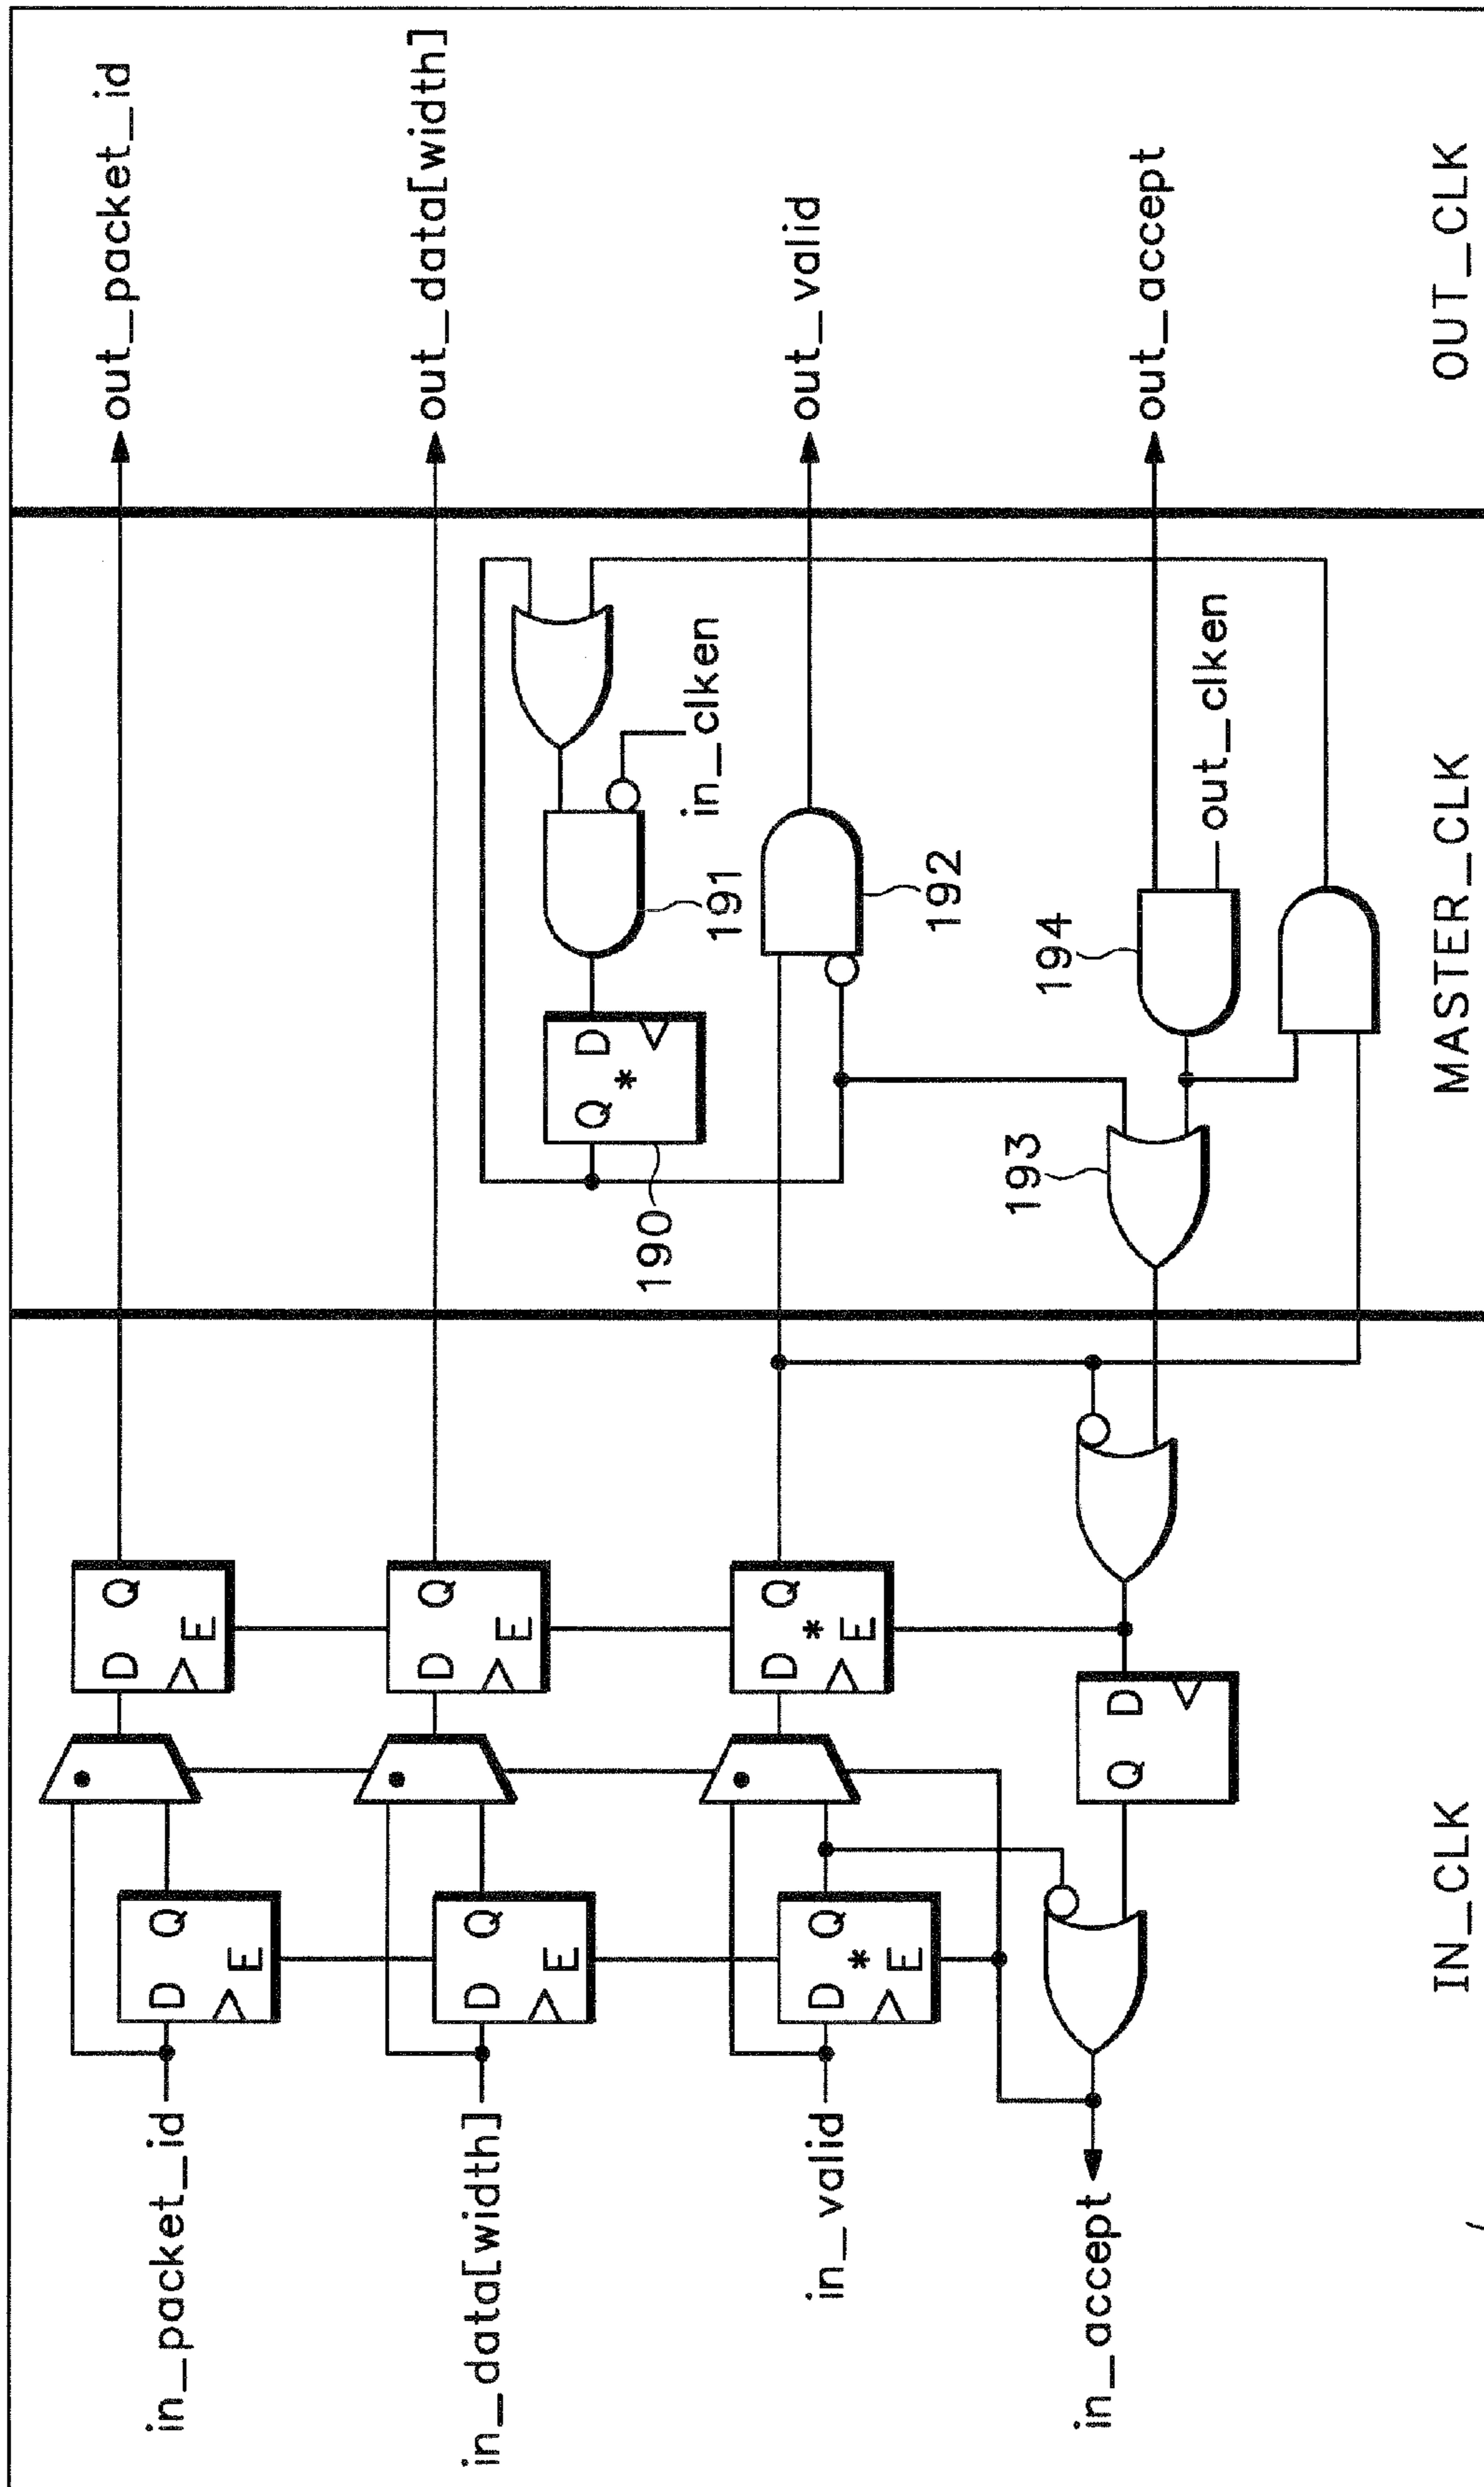 in_packet_id
D Q
E
D Q
E
out_packet_id
in_data[width]
D Q
E
D Q
E
out_data[width]
Q D
*
190
191
in_clken
in_valid
D Q
*
E
D Q
*
E
192
out_valid
in_accept
Q D
193
194
out_clken
out_accept
IN_CLK
MASTER_CLK
OUT_CLK